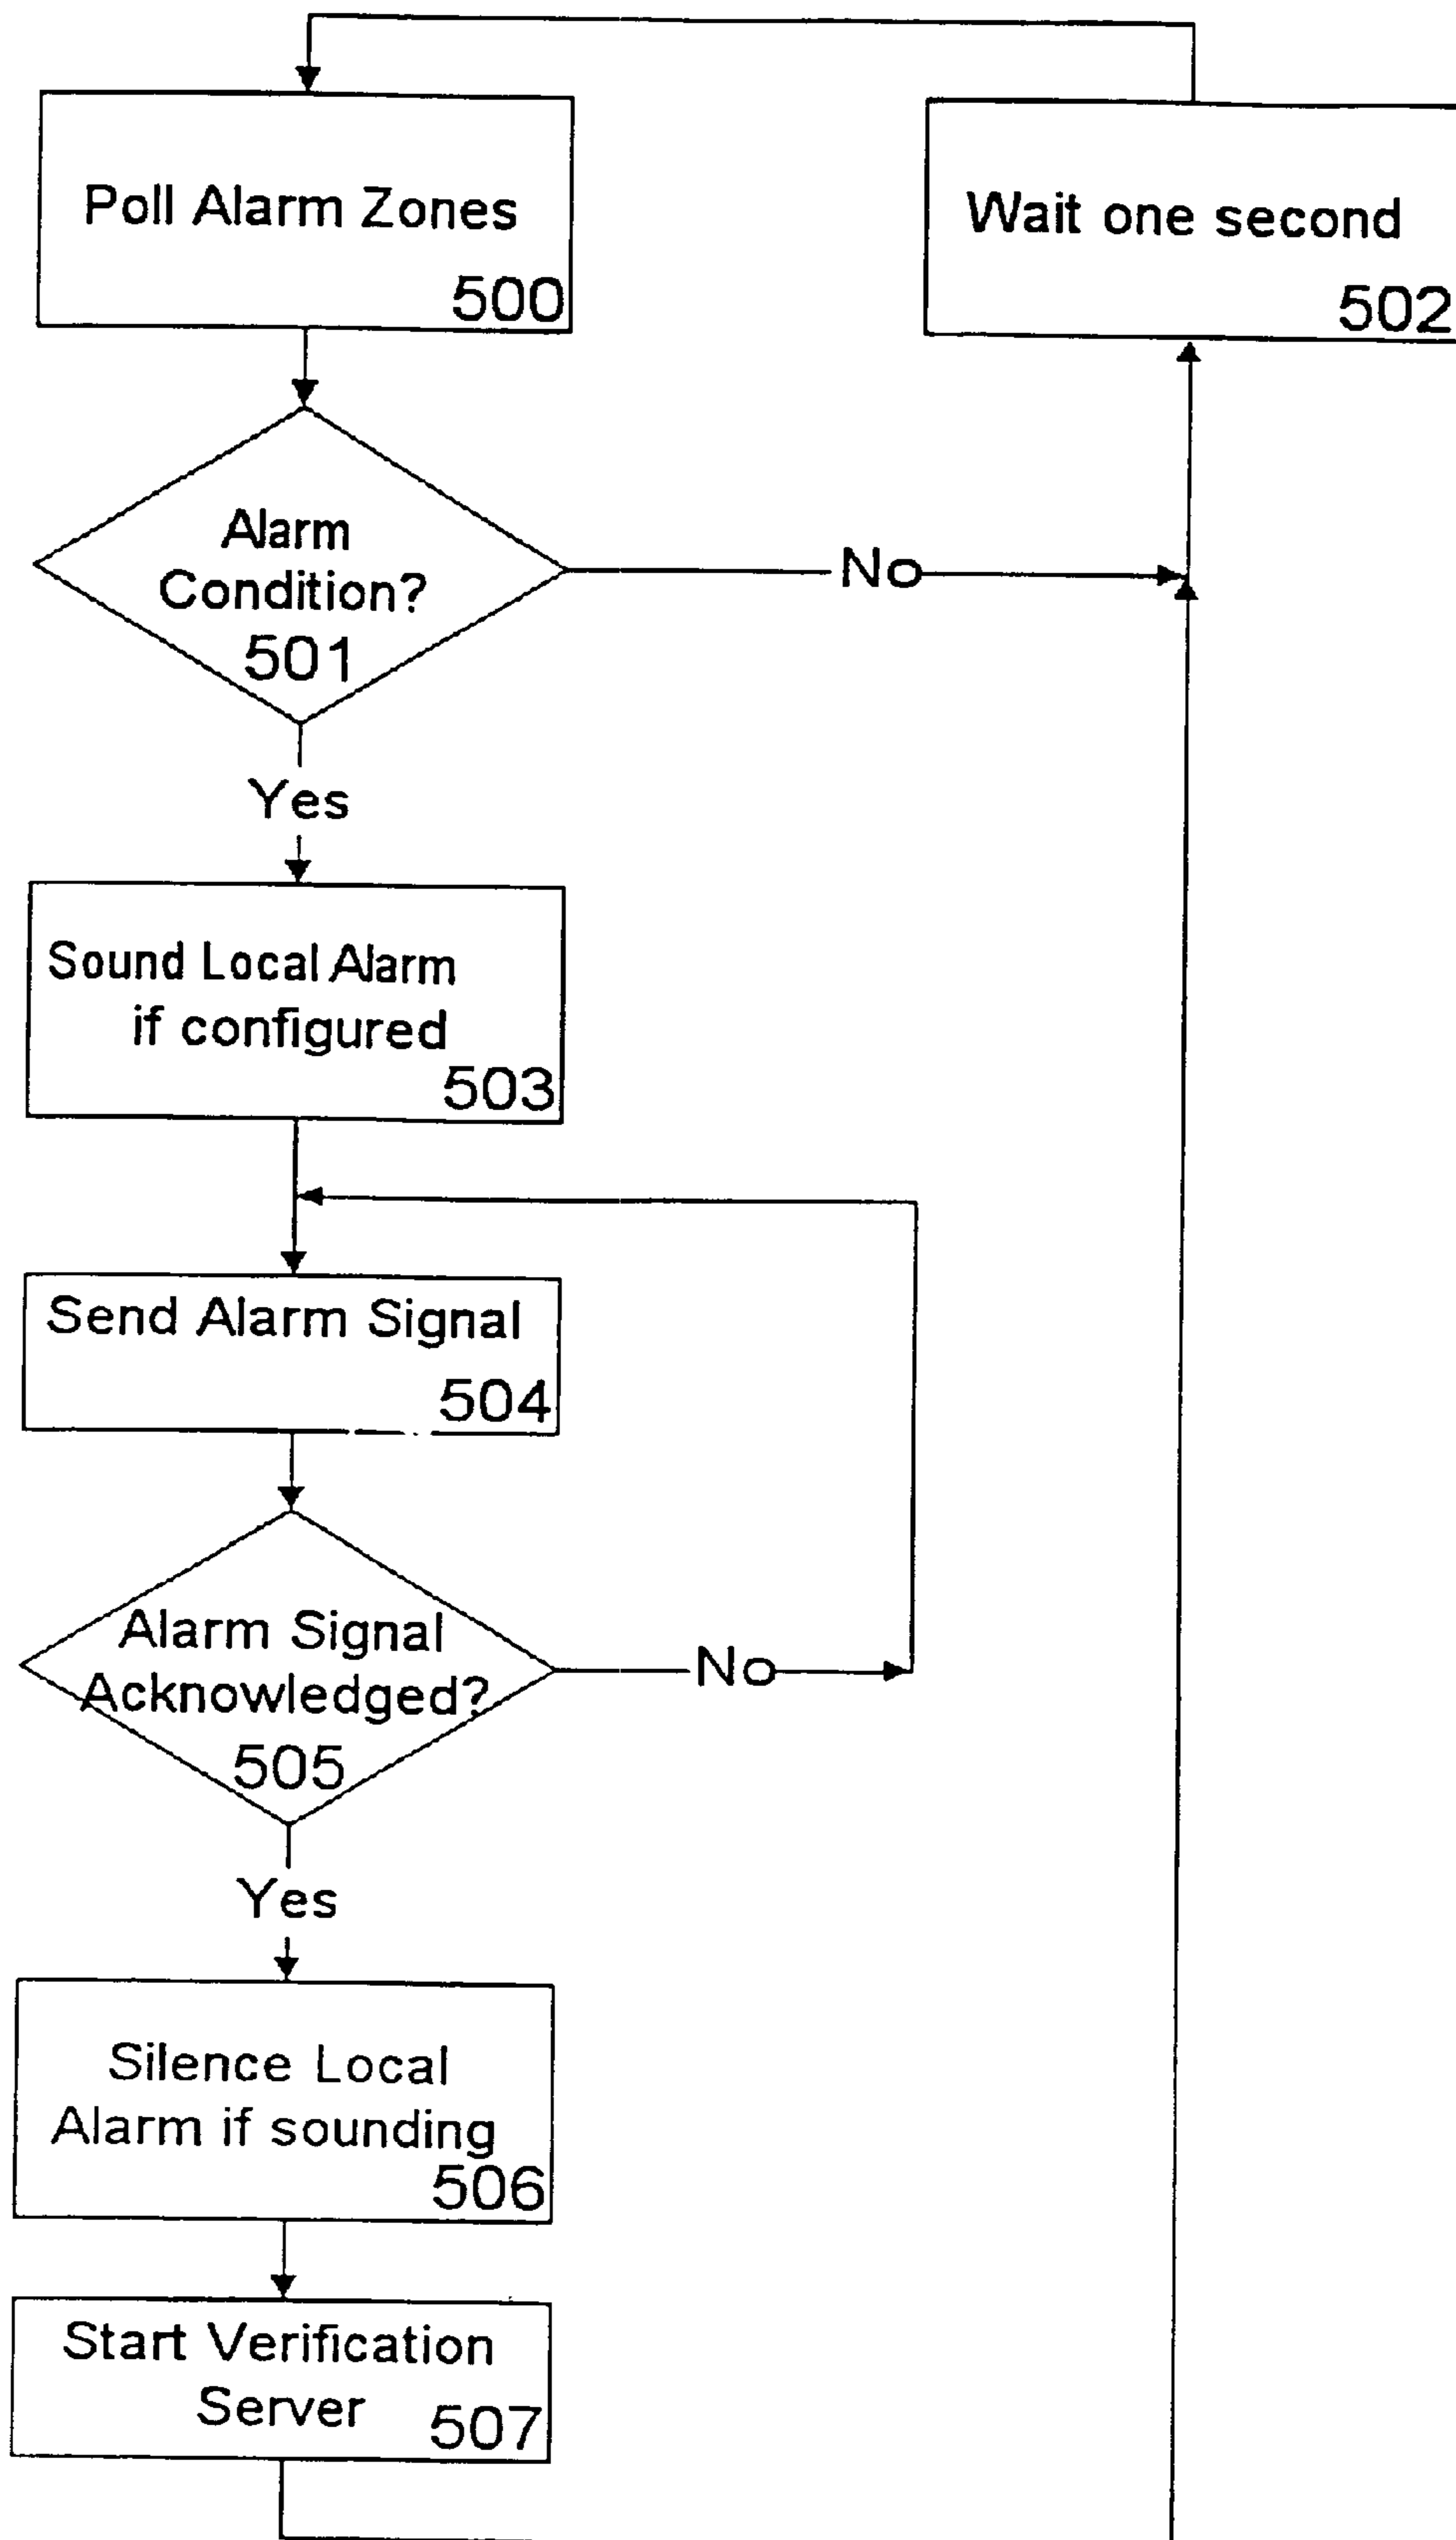 Poll Alarm Zones
500
Wait one second
502
Alarm
Condition?
501
No
Yes
Sound Local Alarm
if configured
503
Send Alarm Signal
504
Alarm Signal
Acknowledged?
505
No
Yes
Silence Local
Alarm if sounding
506
Start Verification
Server
507